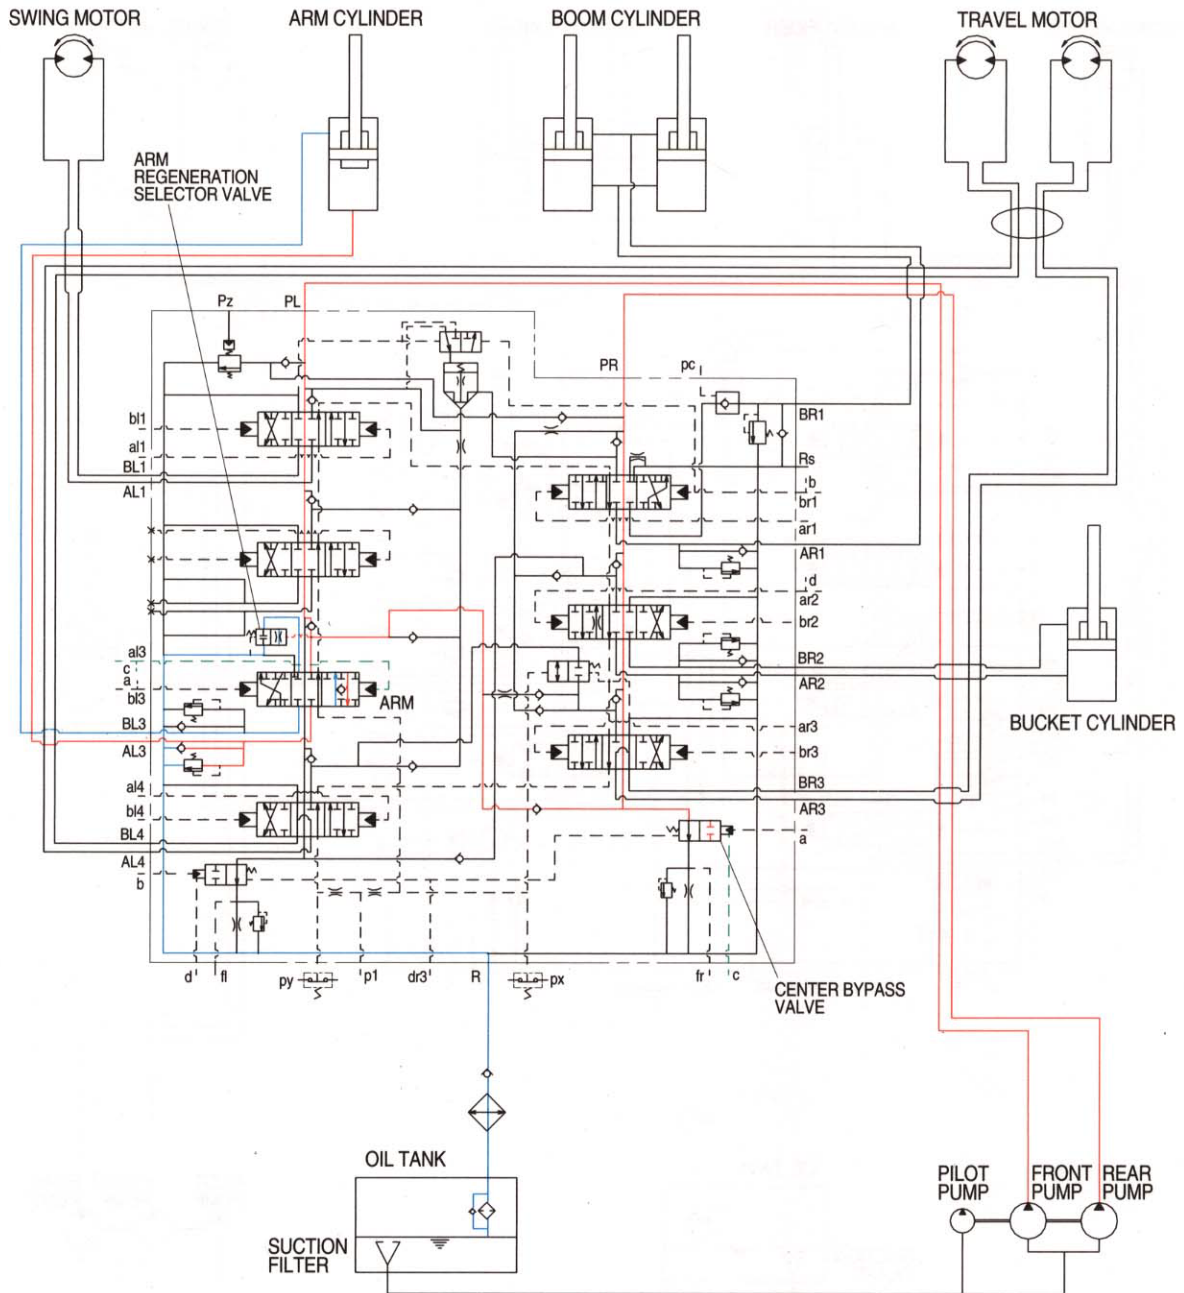 SWING MOTOR
ARM CYLINDER
BOOM CYLINDER
TRAVEL MOTOR
ARM
REGENERATION
SELECTOR VALVE
Pz
PL
PR
pc
BR1
bl1
al1
BL1
AL1
Rs
b
br1
ar1
AR1
d
ar2
br2
al3
c
a
bl3
BL3
AL3
ARM
BR2
AR2
BUCKET CYLINDER
ar3
br3
al4
bl4
BL4
AL4
b
BR3
AR3
a
d
fl
py
p1
dr3
R
px
fr
c
CENTER BYPASS
VALVE
OIL TANK
SUCTION
FILTER
PILOT
PUMP
FRONT
PUMP
REAR
PUMP